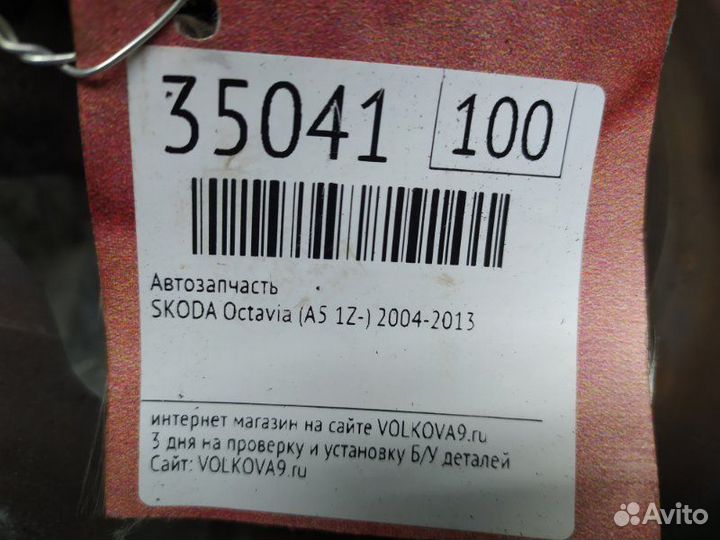 35041 100
Автозапчасть
SKODA Octavia (A5 1Z-) 2004-2013
интернет магазин на сайте VOLKOVA9.ru
3 дня на проверку и установку Б/У деталей
Сайт: VOLKOVA9.ru
Avito